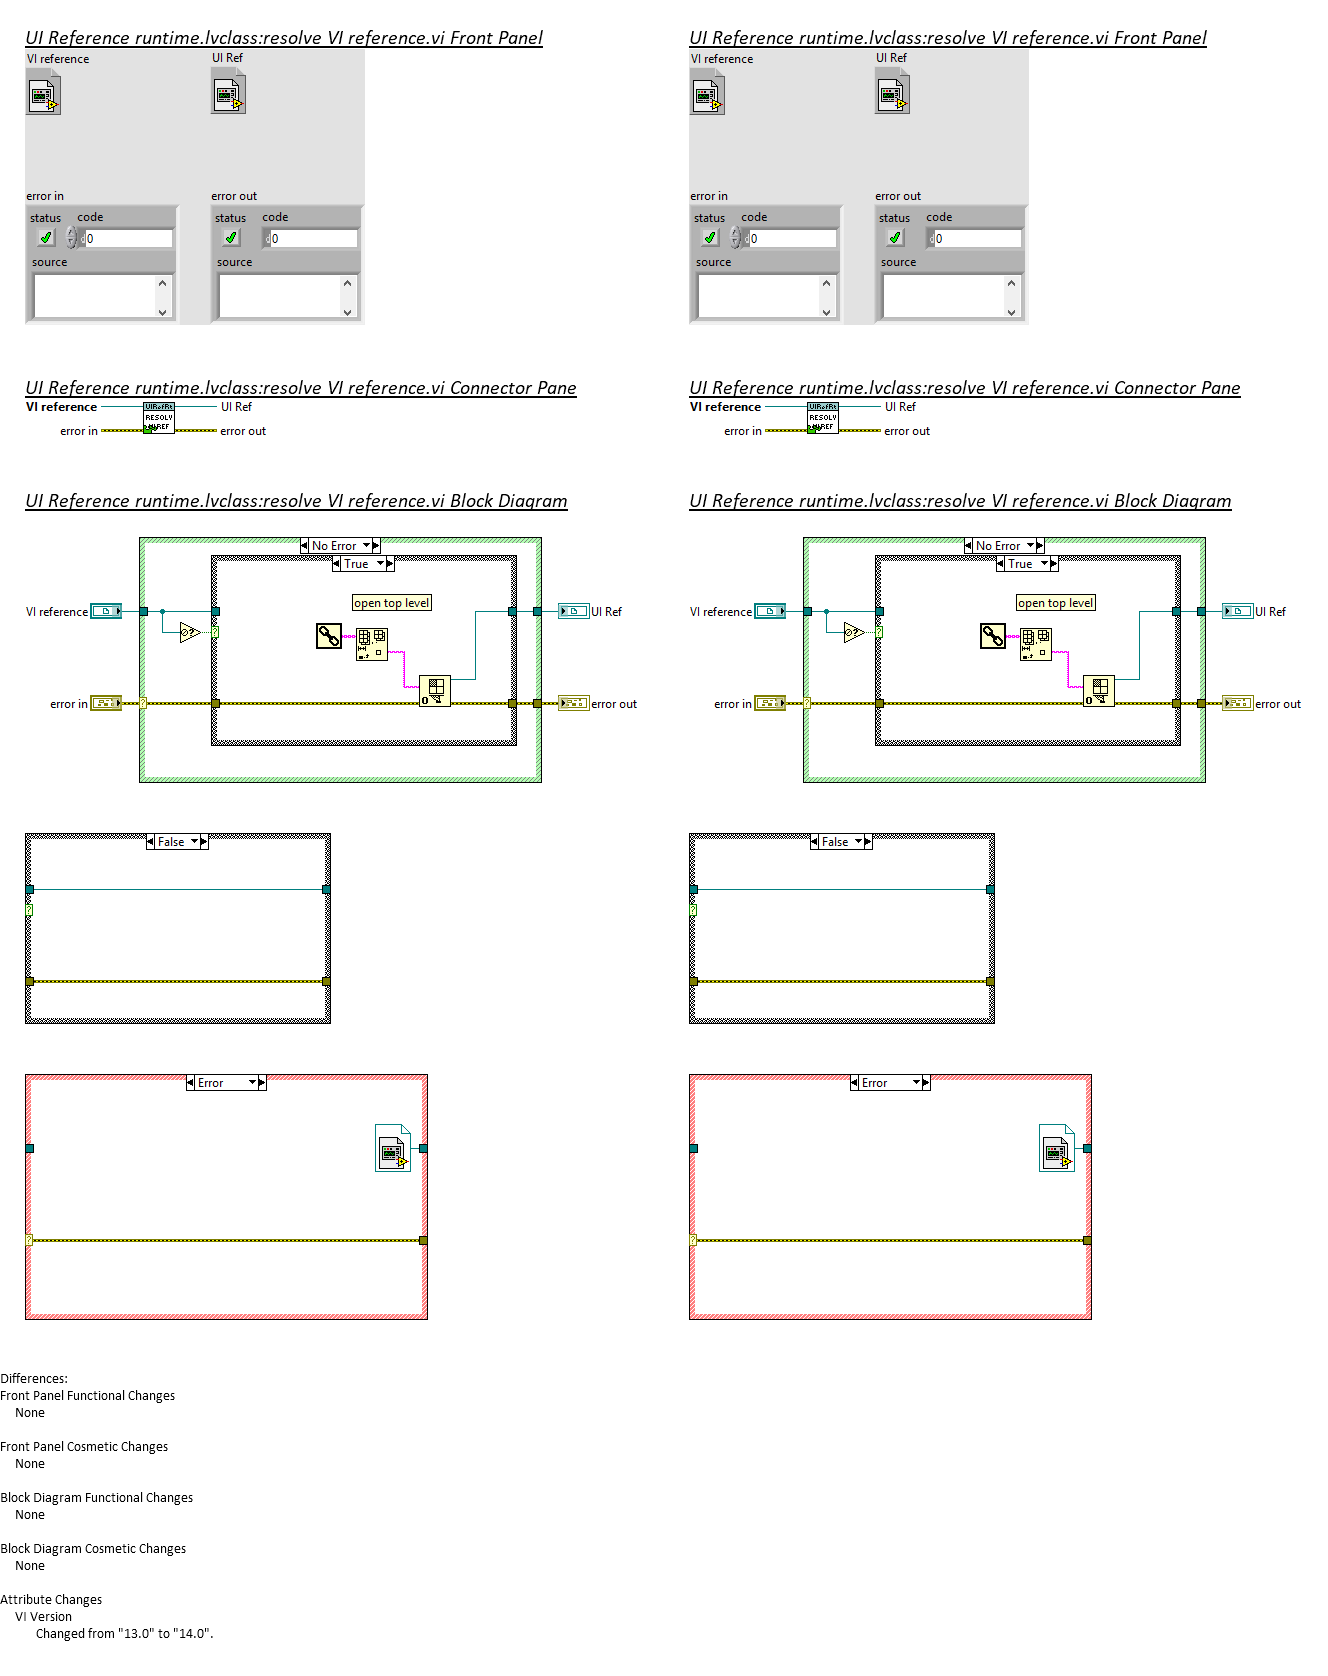 UI Reference runtime.lvclass:resolve VI reference.vi Front Panel
UI Reference runtime.lvclass:resolve VI reference.vi Front Panel
VI reference
UI Ref
VI reference
UI Ref
error in
error out
error in
error out
status
code
status
code
status
code
status
code
0
0
0
0
source
source
source
source
UI Reference runtime.lvclass:resolve VI reference.vi Connector Pane
UI Reference runtime.lvclass:resolve VI reference.vi Connector Pane
VI reference
UIRefRt
UI Ref
VI reference
UIRefRt
UI Ref
RESOLV
RESOLV
error in
error out
error in
error out
UI Reference runtime.lvclass:resolve VI reference.vi Block Diagram
UI Reference runtime.lvclass:resolve VI reference.vi Block Diagram
No Error
No Error
True
True
open top level
open top level
VI reference
UI Ref
VI reference
UI Ref
error in
error out
error in
error out
False
False
Error
Error
Differences:
Front Panel Functional Changes
None
Front Panel Cosmetic Changes
None
Block Diagram Functional Changes
None
Block Diagram Cosmetic Changes
None
Attribute Changes
VI Version
Changed from "13.0" to "14.0".